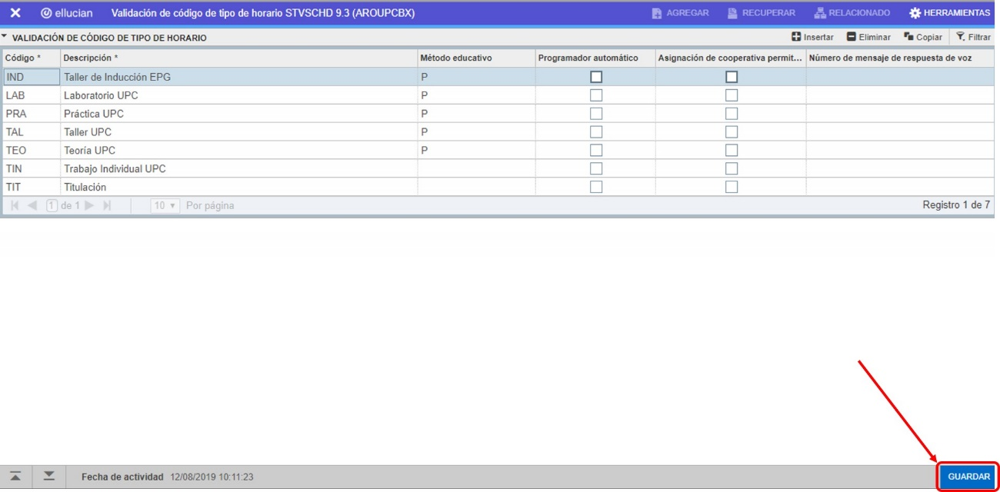 ellucian Validación de código de tipo de horario STVSCHD 9.3 (AROUPCBX) AGREGAR RECUPERAR RELACIONADO HERRAMIENTAS
VALIDACIÓN DE CÓDIGO DE TIPO DE HORARIO Insertar Eliminar Copiar Filtrar
Código * Descripción * Método educativo Programador automático Asignación de cooperativa permit... Número de mensaje de respuesta de voz
IND Taller de Inducción EPG P
LAB Laboratorio UPC P
PRA Práctica UPC P
TAL Taller UPC P
TEO Teoría UPC P
TIN Trabajo Individual UPC
TIT Titulación
1 de 1 10 Por página Registro 1 de 7
Fecha de actividad 12/08/2019 10:11:23 GUARDAR